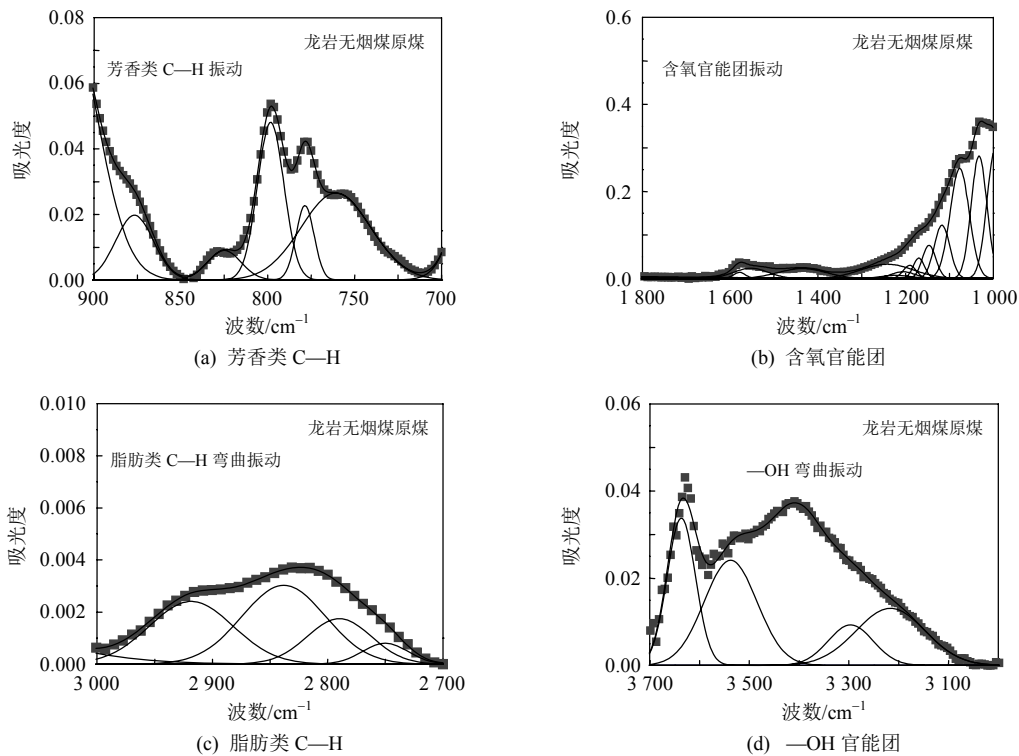 龙岩无烟煤原煤
芳香类 C—H 振动
吸光度
0.08
0.06
0.04
0.02
0.00
900
850
800
750
700
波数/cm⁻¹
(a) 芳香类 C—H
龙岩无烟煤原煤
含氧官能团振动
吸光度
0.6
0.4
0.2
0.0
1 800
1 600
1 400
1 200
1 000
波数/cm⁻¹
(b) 含氧官能团
龙岩无烟煤原煤
脂肪类 C—H 弯曲振动
吸光度
0.010
0.008
0.006
0.004
0.002
0.000
3 000
2 900
2 800
2 700
波数/cm⁻¹
(c) 脂肪类 C—H
龙岩无烟煤原煤
—OH 弯曲振动
吸光度
0.06
0.04
0.02
0.00
3 700
3 500
3 300
3 100
波数/cm⁻¹
(d) —OH 官能团